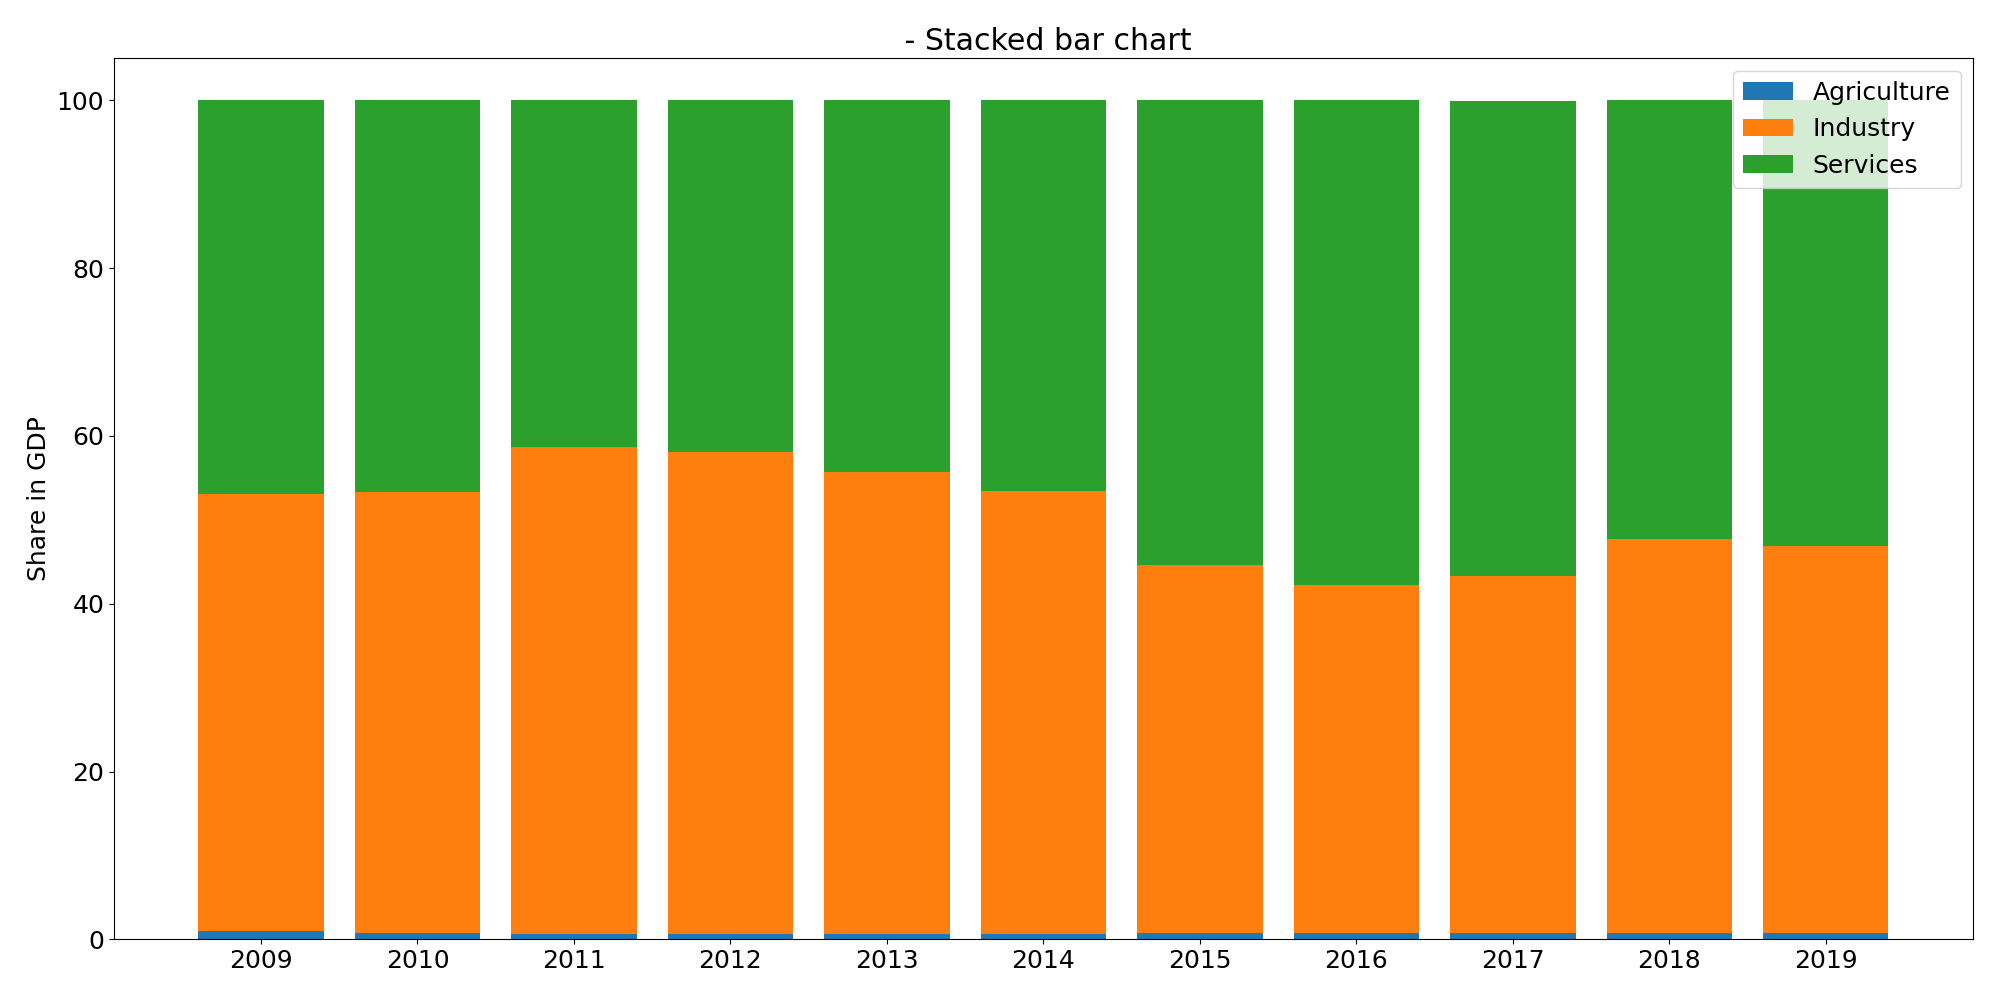 - Stacked bar chart
Agriculture
Industry
Services
Share in GDP
100
80
60
40
20
0
2009 2010 2011 2012 2013 2014 2015 2016 2017 2018 2019